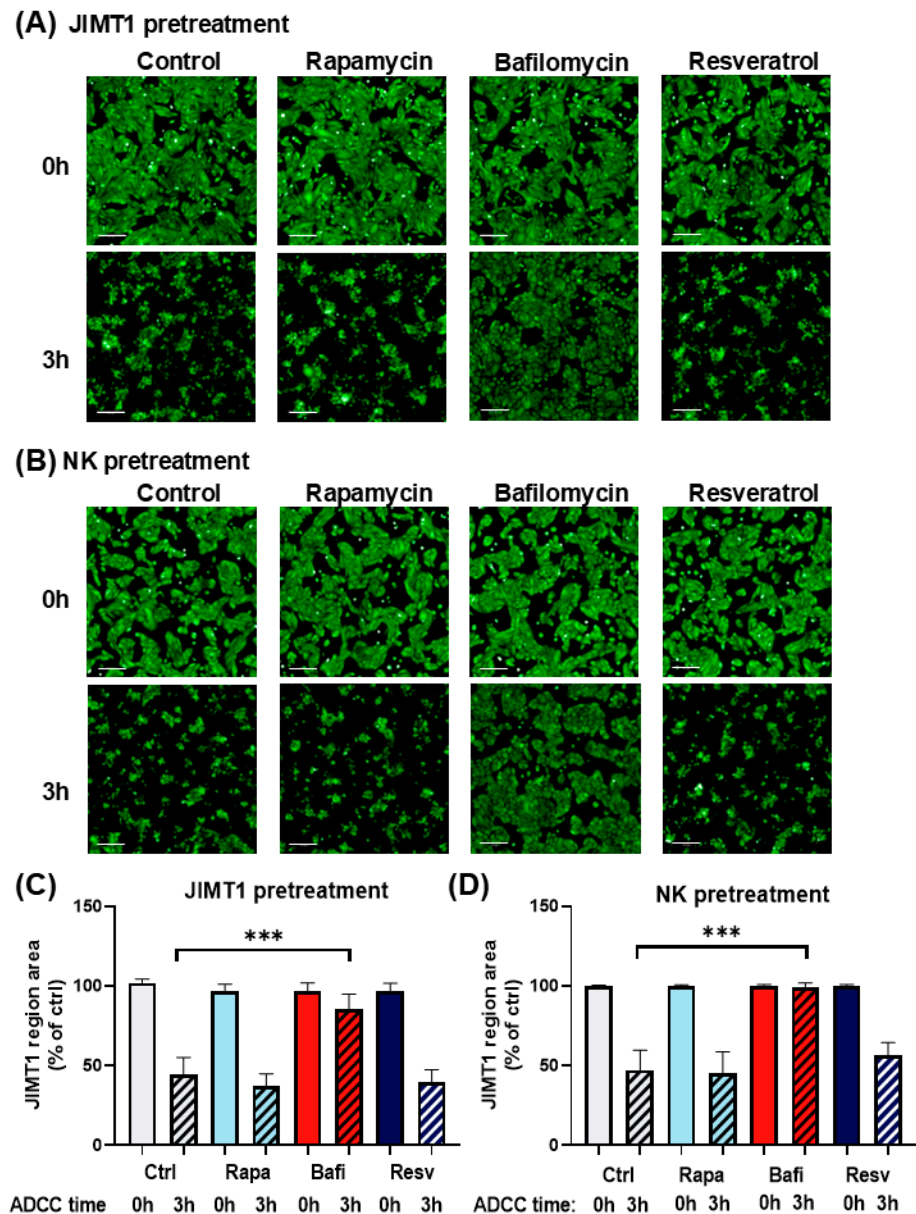 (A) JIMT1 pretreatment
Control Rapamycin Bafilomycin Resveratrol
0h
3h
(B) NK pretreatment
Control Rapamycin Bafilomycin Resveratrol
0h
3h
(C) JIMT1 pretreatment
150
100
50
0
JIMT1 region area
(% of ctrl)
***
Ctrl Rapa Bafi Resv
ADCC time 0h 3h 0h 3h 0h 3h 0h 3h
(D) NK pretreatment
150
100
50
0
JIMT1 region area
(% of ctrl)
***
Ctrl Rapa Bafi Resv
ADCC time: 0h 3h 0h 3h 0h 3h 0h 3h